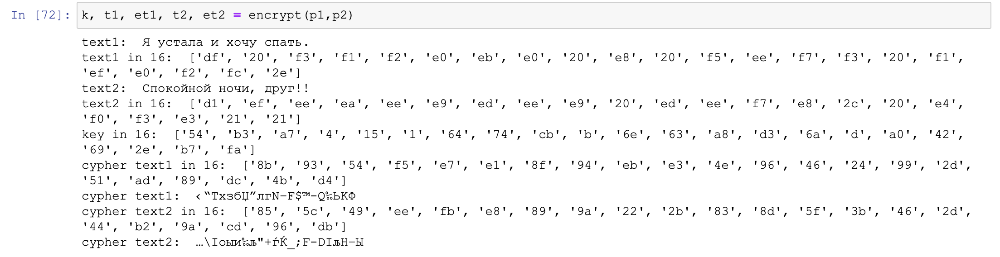 In [72]: k, t1, et1, t2, et2 = encrypt(p1,p2)
text1:  Я устала и хочу спать.
text1 in 16:  ['df', '20', 'f3', 'f1', 'f2', 'e0', 'eb', 'e0', '20', 'e8', '20', 'f5', 'ee', 'f7', 'f3', '20', 'f1',
'ef', 'e0', 'f2', 'fc', '2e']
text2:  Спокойной ночи, друг!!
text2 in 16:  ['d1', 'ef', 'ee', 'ea', 'ee', 'e9', 'ed', 'ee', 'e9', '20', 'ed', 'ee', 'f7', 'e8', '2c', '20', 'e4',
'f0', 'f3', 'e3', '21', '21']
key in 16:  ['54', 'b3', 'a7', '4', '15', '1', '64', '74', 'cb', 'b', '6e', '63', 'a8', 'd3', '6a', 'd', 'a0', '42',
'69', '2e', 'b7', 'fa']
cypher text1 in 16:  ['8b', '93', '54', 'f5', 'e7', 'e1', '8f', '94', 'eb', 'e3', '4e', '96', '46', '24', '99', '2d',
'51', 'ad', '89', 'dc', '4b', 'd4']
cypher text1:  ‹“TхзбЏ”лгN–F$™-Q­‰ЬKФ
cypher text2 in 16:  ['85', '5c', '49', 'ee', 'fb', 'e8', '89', '9a', '22', '2b', '83', '8d', '5f', '3b', '46', '2d',
'44', 'b2', '9a', 'cd', '96', 'db']
cypher text2:  …\Iоыи‰љ"+ѓЌ_;F-DІљН–Ы